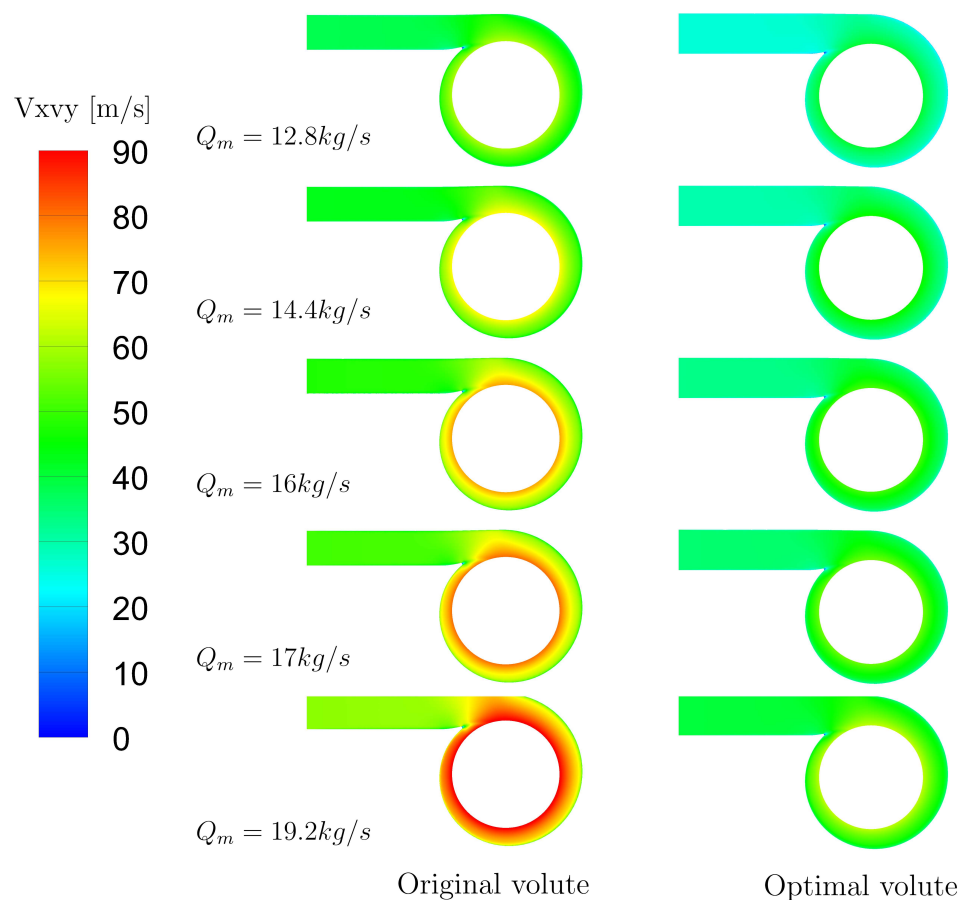 Vxvy [m/s]
90
80
70
60
50
40
30
20
10
0
Q_m = 12.8kg/s
Q_m = 14.4kg/s
Q_m = 16kg/s
Q_m = 17kg/s
Q_m = 19.2kg/s
Original volute
Optimal volute